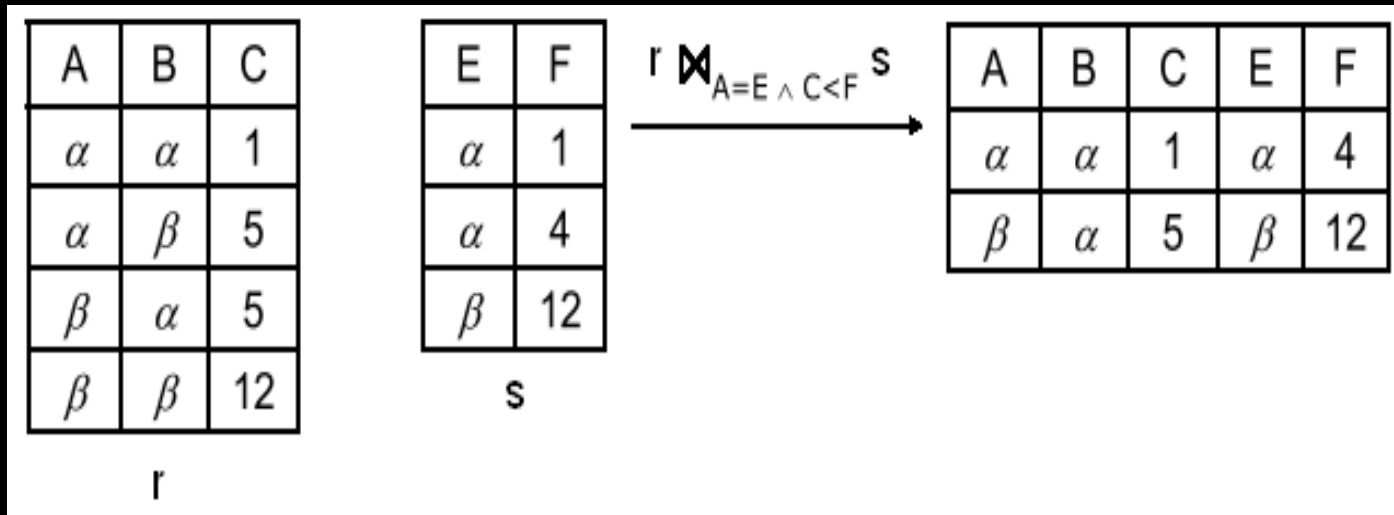 A B C
α α 1
α β 5
β α 5
β β 12
r
E F
α 1
α 4
β 12
s
r ⋈A=E ∧ C<F s
A B C E F
α α 1 α 4
β α 5 β 12